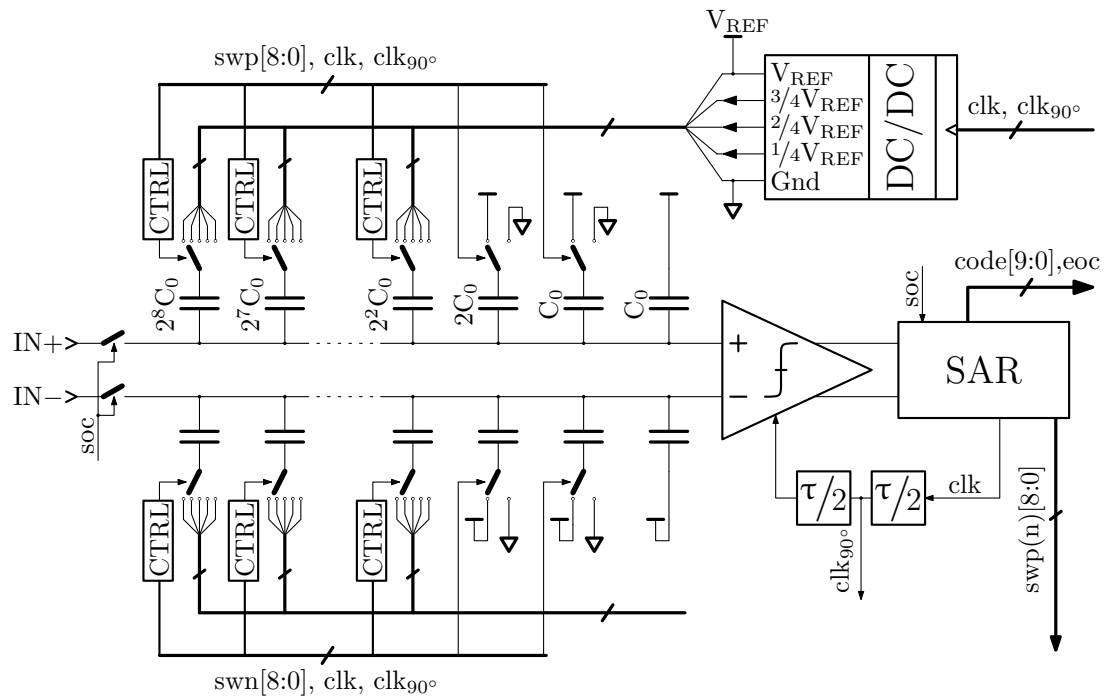 V_REF
swp[8:0], clk, clk_90°
V_REF
3/4V_REF
2/4V_REF
1/4V_REF
Gnd
DC/DC
clk, clk_90°
CTRL
CTRL
CTRL
2^8C_0
2^7C_0
2^2C_0
2C_0
C_0
C_0
code[9:0],eoc
soc
IN+
+
SAR
IN−
−
soc
τ/2
τ/2
clk
clk_90°
swp(n)[8:0]
CTRL
CTRL
CTRL
swn[8:0], clk, clk_90°